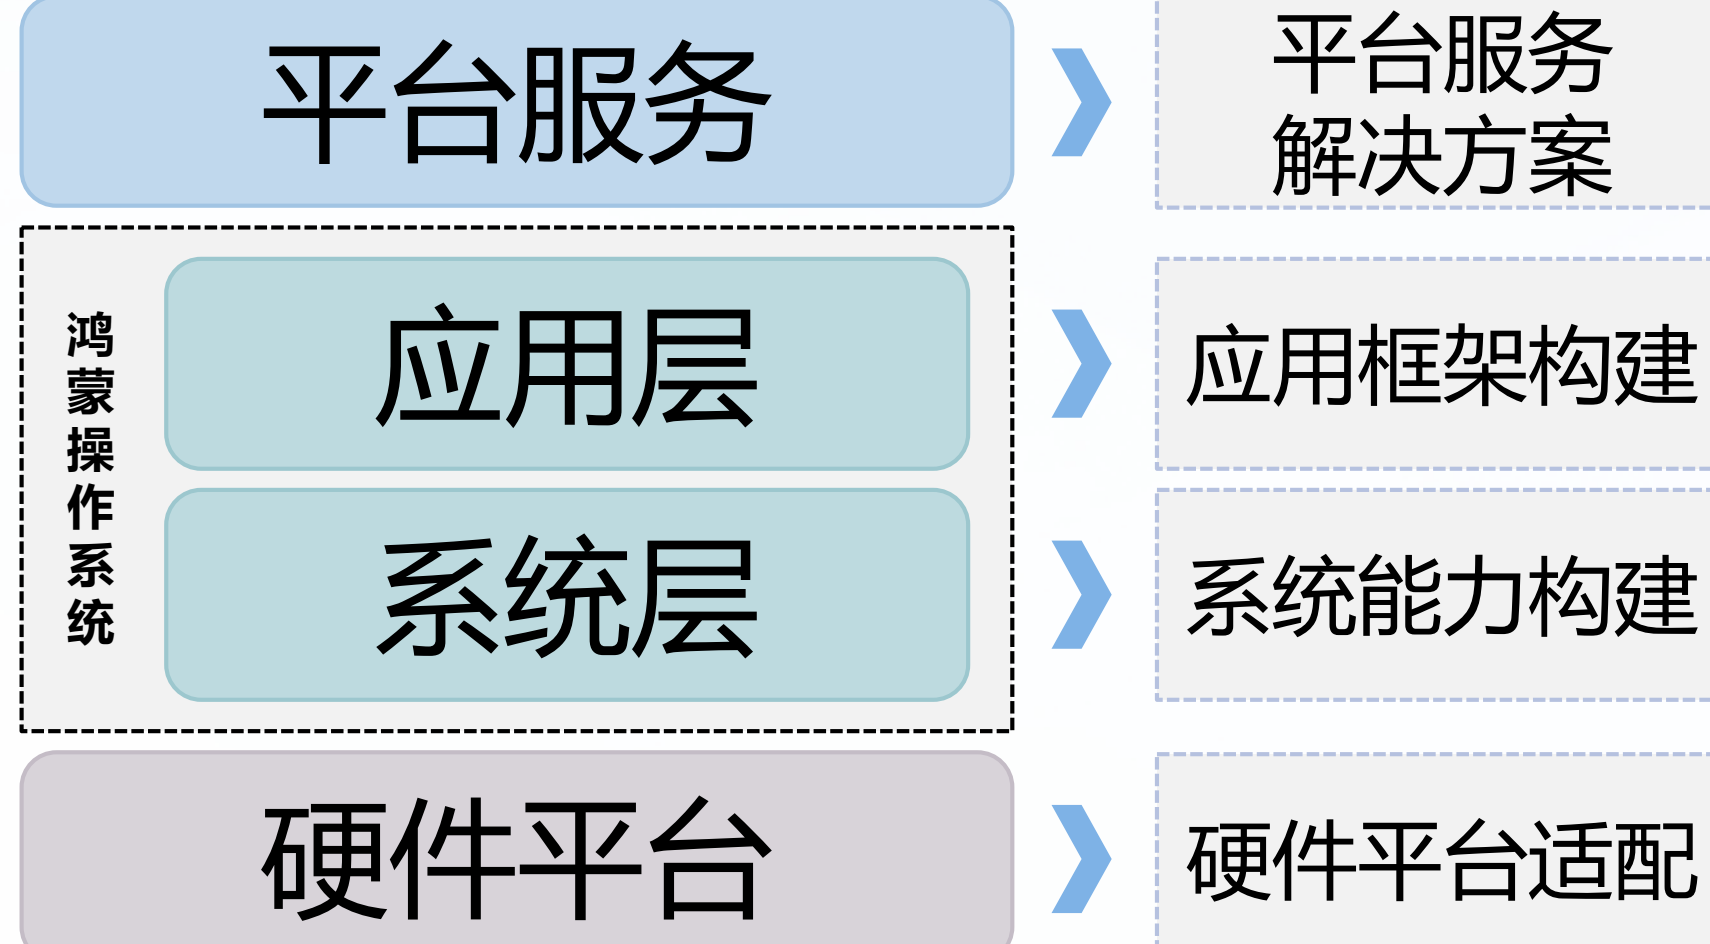 平台服务
平台服务
解决方案
鸿蒙操作系统
应用层
应用框架构建
系统层
系统能力构建
硬件平台
硬件平台适配